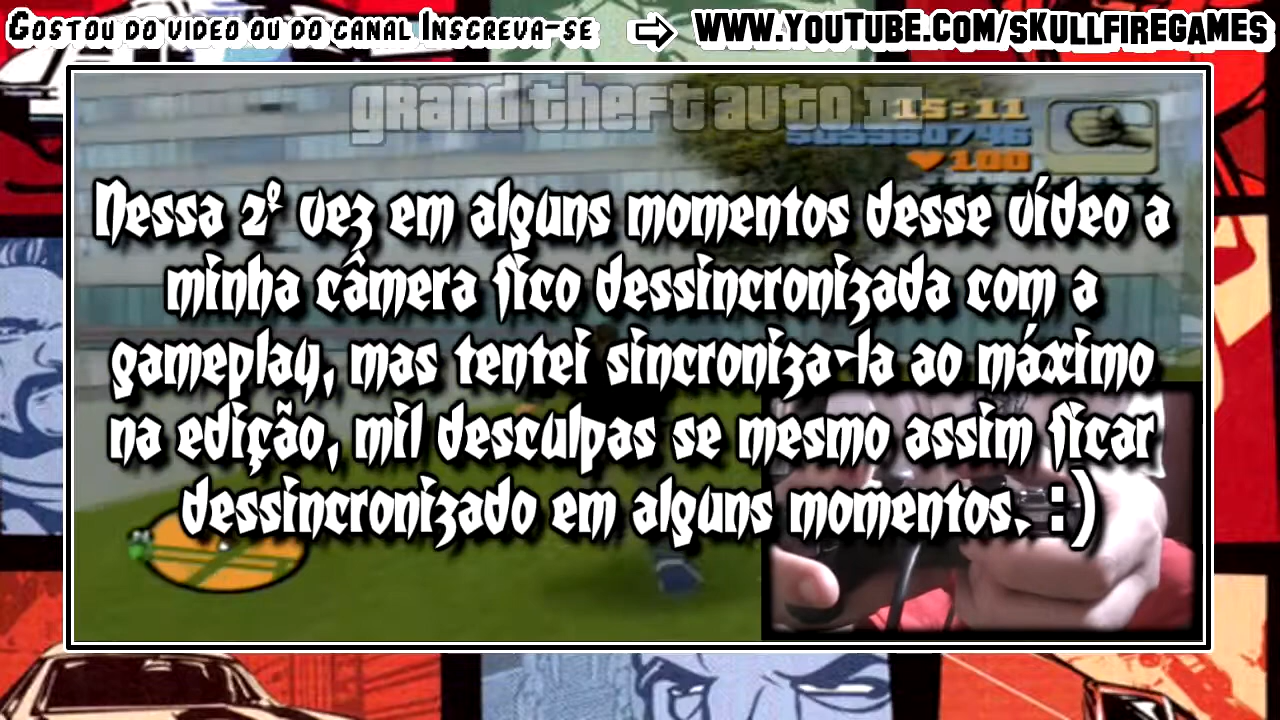 Gostou do video ou do canal Inscreva-se ⇨ www.YouTube.com/skullfiregames
grand theft auto III
15:11
100
Nessa 2º vez em alguns momentos desse vídeo a
minha câmera fico dessincronizada com a
gameplay, mas tentei sincroniza-la ao máximo
na edição, mil desculpas se mesmo assim ficar
dessincronizado em alguns momentos. :)